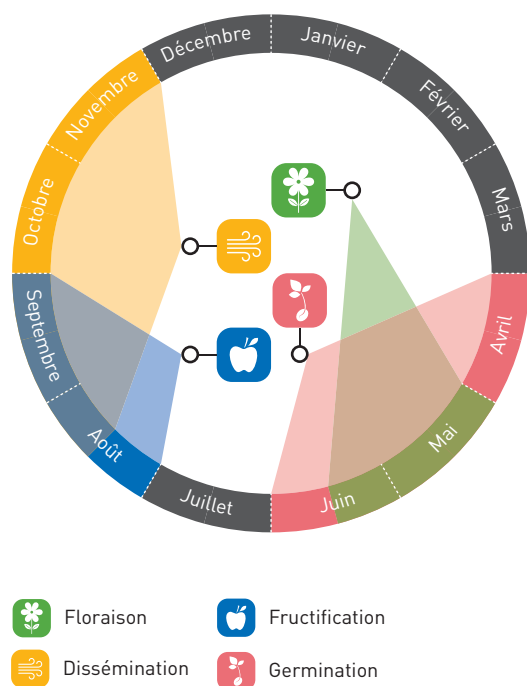 Janvier
Février
Mars
Avril
Mai
Juin
Juillet
Août
Septembre
Octobre
Novembre
Décembre
Floraison
Fructification
Dissémination
Germination